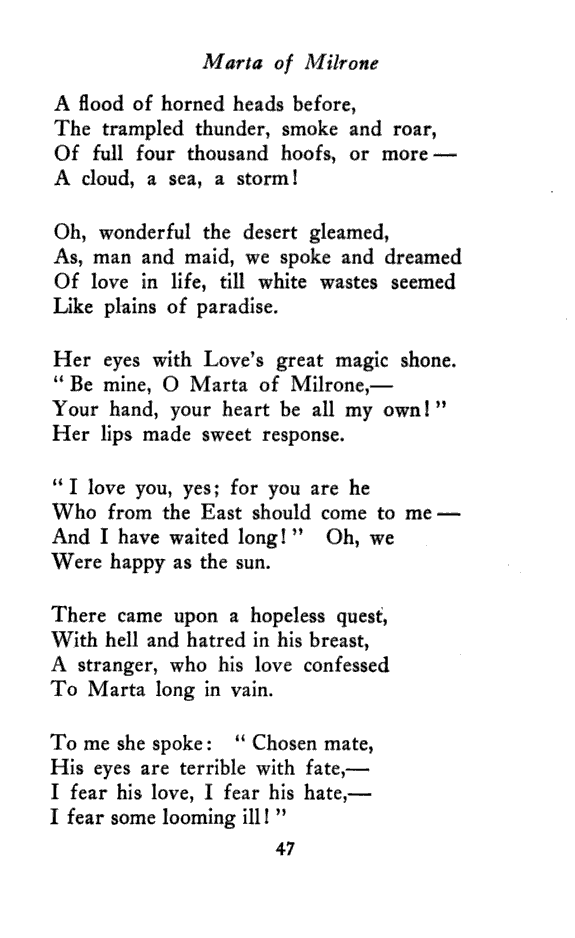 Marta of Milrone
A flood of horned heads before,
The trampled thunder, smoke and roar,
Of full four thousand hoofs, or more —
A cloud, a sea, a storm!
Oh, wonderful the desert gleamed,
As, man and maid, we spoke and dreamed
Of love in life, till white wastes seemed
Like plains of paradise.
Her eyes with Love's great magic shone.
" Be mine, O Marta of Milrone,—
Your hand, your heart be all my own! "
Her lips made sweet response.
" I love you, yes; for you are he
Who from the East should come to me —
And I have waited long! " Oh, we
Were happy as the sun.
There came upon a hopeless quest,
With hell and hatred in his breast,
A stranger, who his love confessed
To Marta long in vain.
To me she spoke: " Chosen mate,
His eyes are terrible with fate,—
I fear his love, I fear his hate,—
I fear some looming ill! "
47